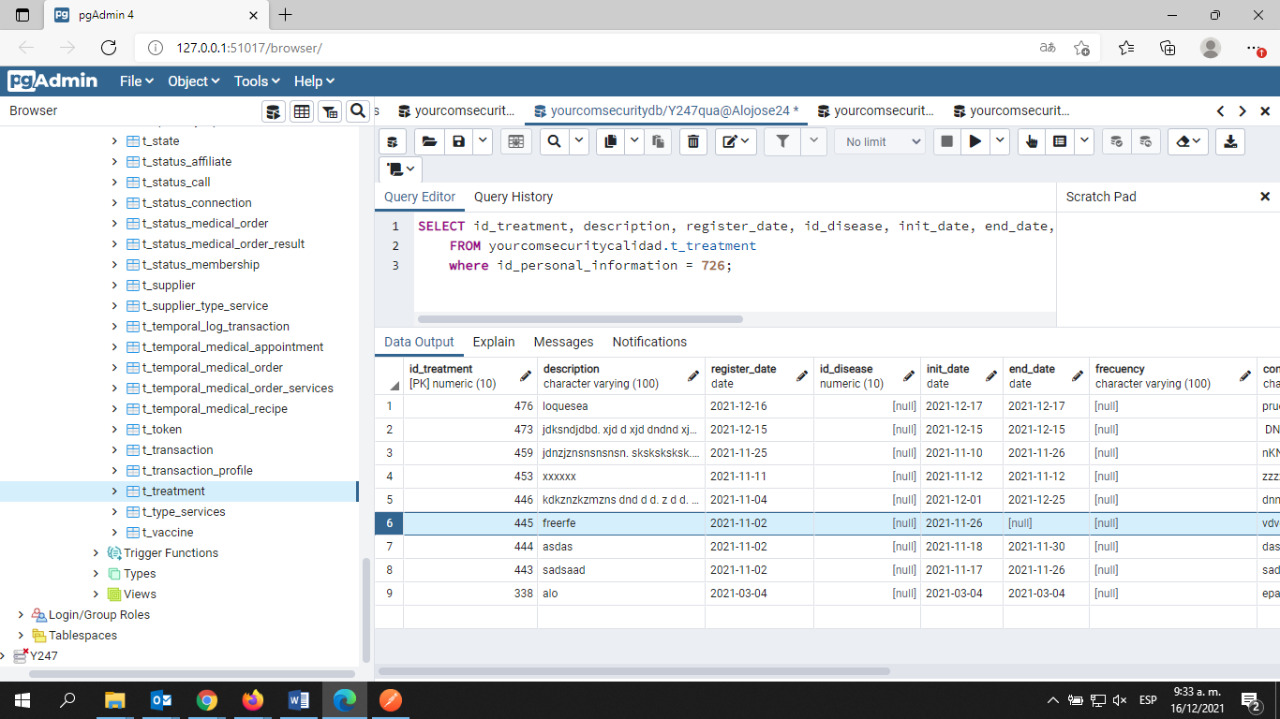 pgAdmin 4
127.0.0.1:51017/browser/
pgAdmin File Object Tools Help
Browser
s yourcomsecurit... yourcomsecuritydb/Y247qua@Alojose24 * yourcomsecurit... yourcomsecurit...
No limit
t_state
t_status_affiliate
t_status_call
t_status_connection
t_status_medical_order
t_status_medical_order_result
t_status_membership
t_supplier
t_supplier_type_service
t_temporal_log_transaction
t_temporal_medical_appointment
t_temporal_medical_order
t_temporal_medical_order_services
t_temporal_medical_recipe
t_token
t_transaction
t_transaction_profile
t_treatment
t_type_services
t_vaccine
Trigger Functions
Types
Views
Login/Group Roles
Tablespaces
Y247
Query Editor Query History Scratch Pad
1 SELECT id_treatment, description, register_date, id_disease, init_date, end_date,
2 FROM yourcomsecuritycalidad.t_treatment
3 where id_personal_information = 726;
Data Output Explain Messages Notifications
id_treatment description register_date id_disease init_date end_date frecuency con
[PK] numeric (10) character varying (100) date numeric (10) date date character varying (100) cha
1 476 loquesea 2021-12-16 [null] 2021-12-17 2021-12-17 [null] prue
2 473 jdksndjdbd. xjd d xjd dndnd xj... 2021-12-15 [null] 2021-12-15 2021-12-15 [null] DN
3 459 jdnzjznsnsnsnsn. sksksksksk.... 2021-11-25 [null] 2021-11-10 2021-11-26 [null] nKN
4 453 xxxxxx 2021-11-11 [null] 2021-11-12 2021-11-12 [null] zzz
5 446 kdkznzkzmzns dnd d d. z d d. ... 2021-11-04 [null] 2021-12-01 2021-12-25 [null] dnn
6 445 freerfe 2021-11-02 [null] 2021-11-26 [null] [null] vdv
7 444 asdas 2021-11-02 [null] 2021-11-18 2021-11-30 [null] das
8 443 sadsaad 2021-11-02 [null] 2021-11-17 2021-11-26 [null] sad
9 338 alo 2021-03-04 [null] 2021-03-04 2021-03-04 [null] epa
ESP
9:33 a. m.
16/12/2021
2